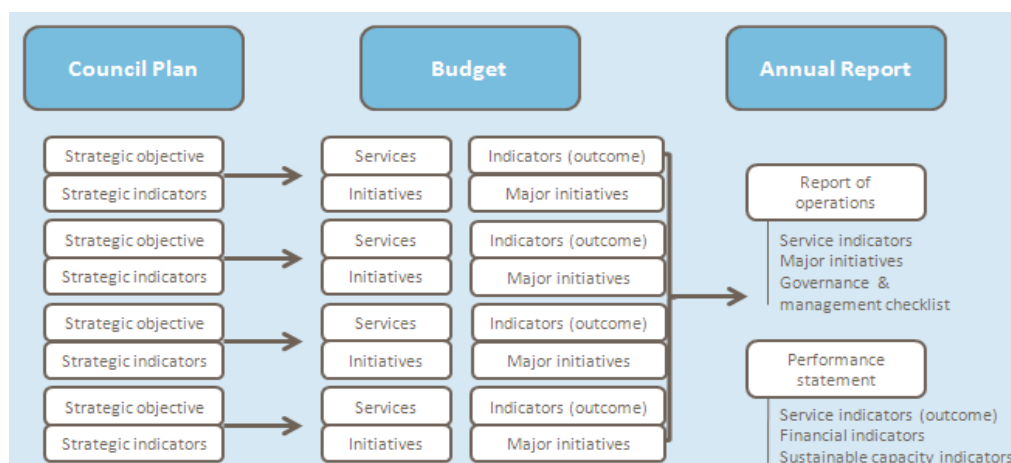 Council Plan
Budget
Annual Report
Strategic objective
Strategic indicators
Services
Initiatives
Indicators (outcome)
Major initiatives
Strategic objective
Strategic indicators
Services
Initiatives
Indicators (outcome)
Major initiatives
Strategic objective
Strategic indicators
Services
Initiatives
Indicators (outcome)
Major initiatives
Strategic objective
Strategic indicators
Services
Initiatives
Indicators (outcome)
Major initiatives
Report of
operations
Service indicators
Major initiatives
Governance &
management checklist
Performance
statement
Service indicators (outcome)
Financial indicators
Sustainable capacity indicators